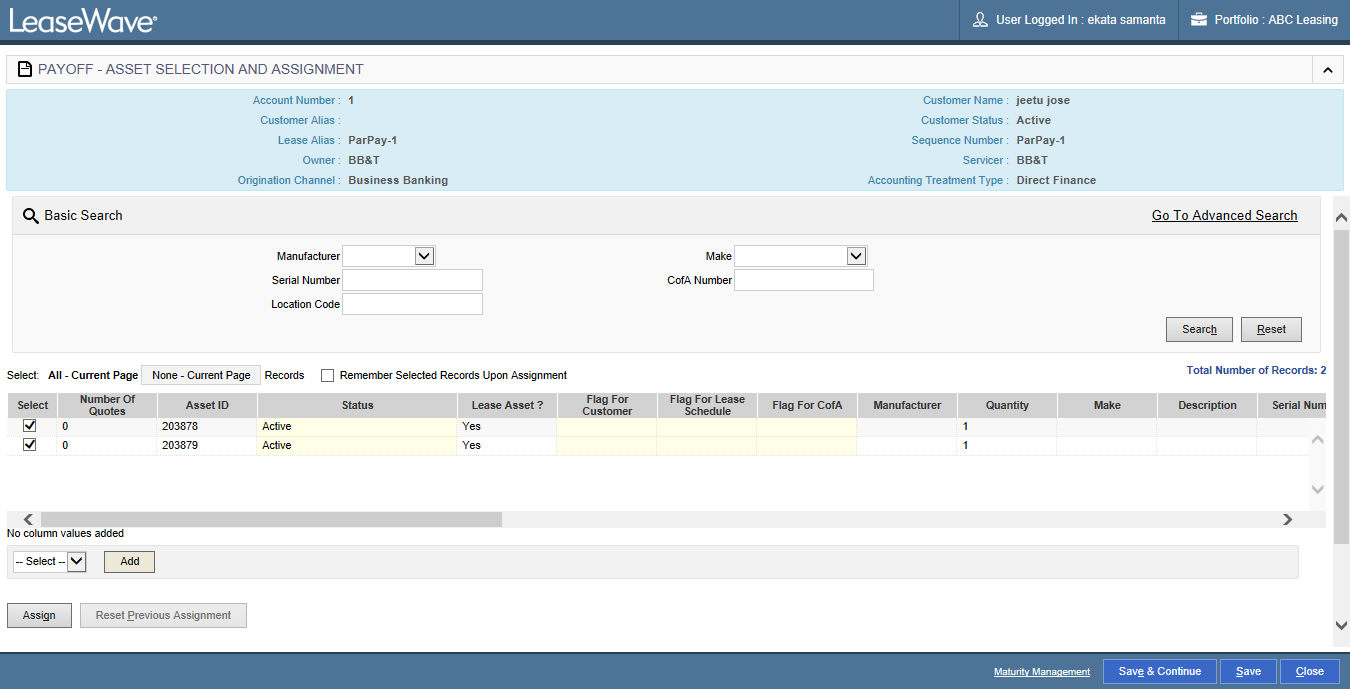 LeaseWave®
User Logged In : ekata samanta
Portfolio : ABC Leasing
PAYOFF - ASSET SELECTION AND ASSIGNMENT
Account Number : 1
Customer Name : jeetu jose
Customer Alias :
Customer Status : Active
Lease Alias : ParPay-1
Sequence Number : ParPay-1
Owner : BB&T
Servicer : BB&T
Origination Channel : Business Banking
Accounting Treatment Type : Direct Finance
Basic Search
Go To Advanced Search
Manufacturer
Make
Serial Number
CofA Number
Location Code
Search
Reset
Select: All - Current Page None - Current Page Records Remember Selected Records Upon Assignment
Total Number of Records: 2
Select Number Of Quotes Asset ID Status Lease Asset ? Flag For Customer Flag For Lease Schedule Flag For CofA Manufacturer Quantity Make Description Serial Num
0 203878 Active Yes 1
0 203879 Active Yes 1
No column values added
-- Select --
Add
Assign
Reset Previous Assignment
Maturity Management
Save & Continue
Save
Close